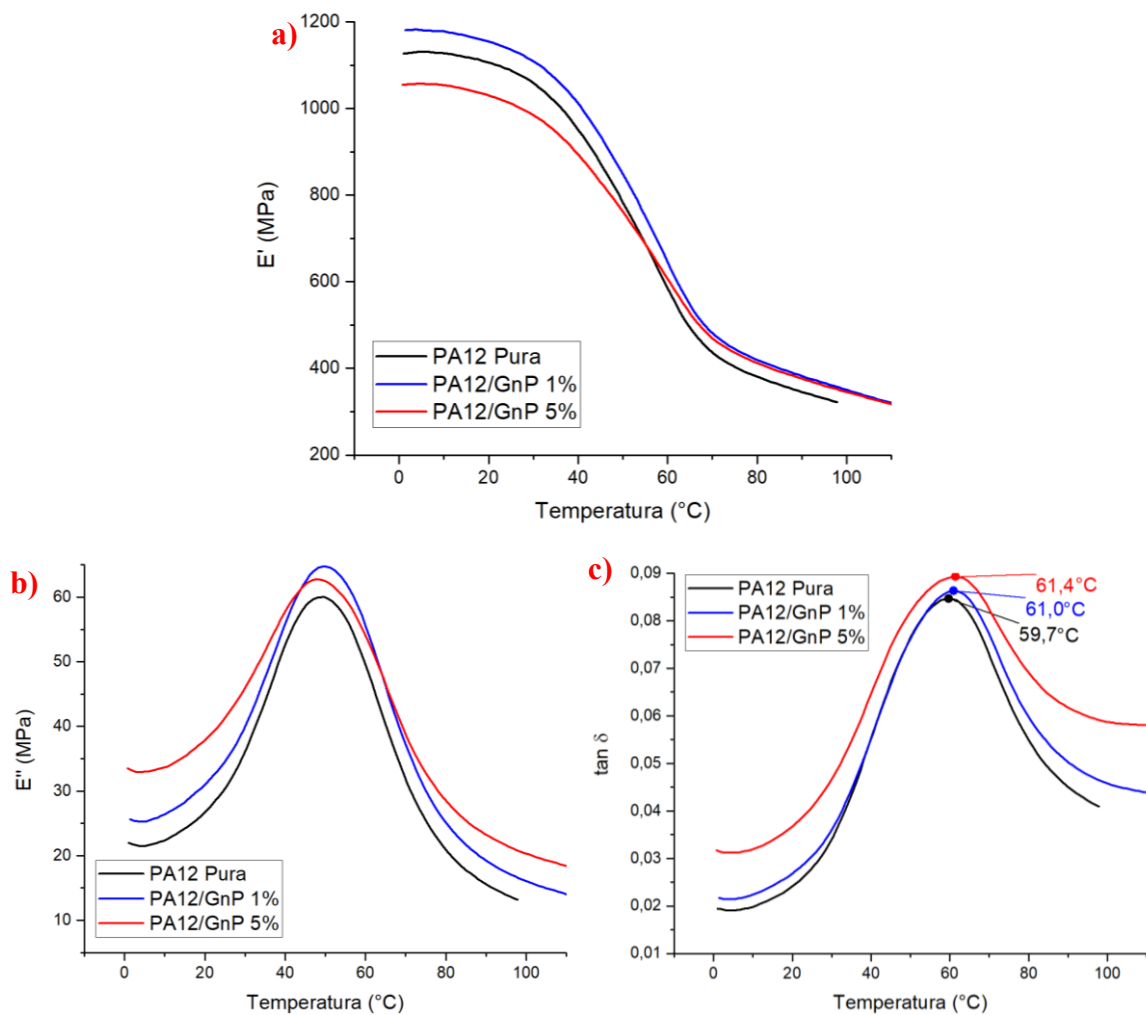 a)
1200
1000
800
600
400
200
E' (MPa)
PA12 Pura
PA12/GnP 1%
PA12/GnP 5%
0 20 40 60 80 100
Temperatura (°C)
b)
60
50
40
30
20
10
E'' (MPa)
PA12 Pura
PA12/GnP 1%
PA12/GnP 5%
0 20 40 60 80 100
Temperatura (°C)
c)
0,09
0,08
0,07
0,06
0,05
0,04
0,03
0,02
0,01
tan δ
PA12 Pura
PA12/GnP 1%
PA12/GnP 5%
61,4°C
61,0°C
59,7°C
0 20 40 60 80 100
Temperatura (°C)